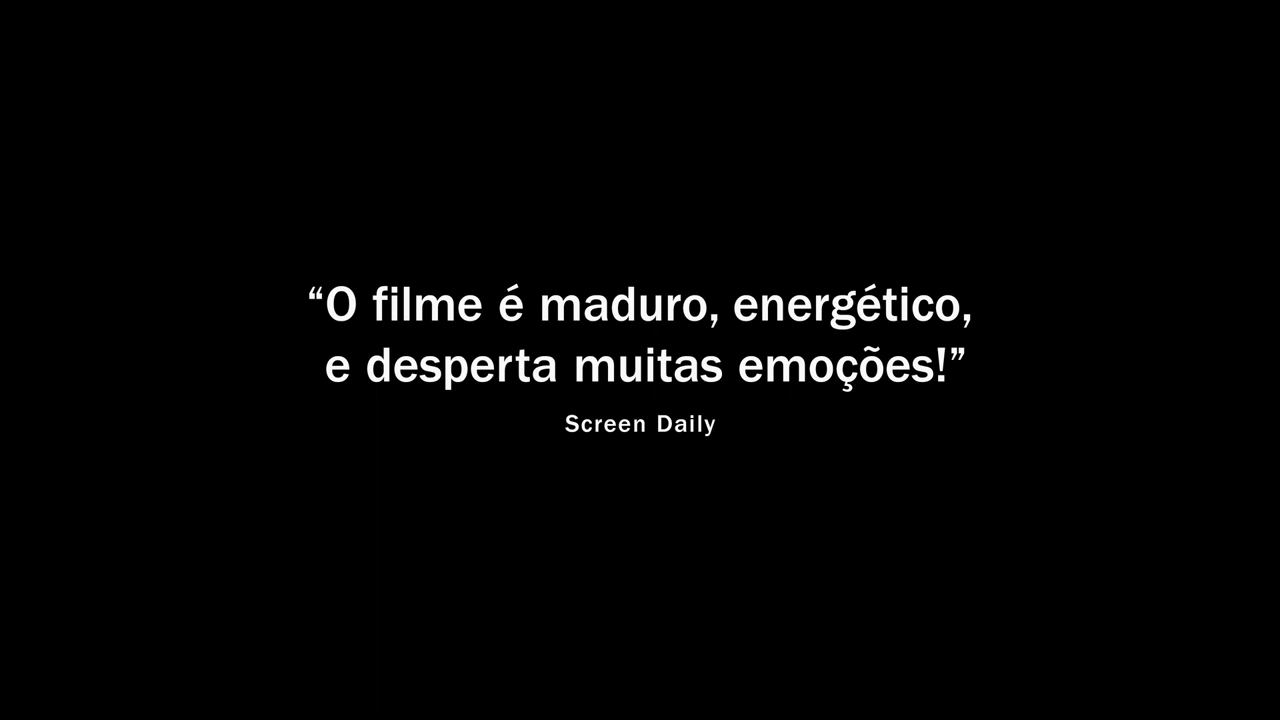 “O filme é maduro, energético,
e desperta muitas emoções!”
Screen Daily